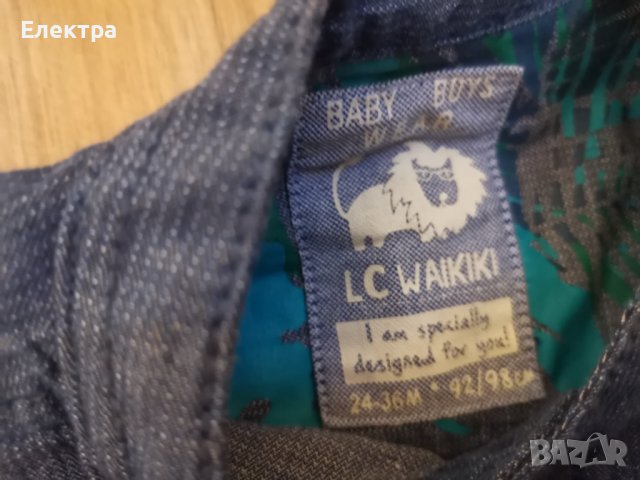 Електра
BABY BOYS
WEAR
LC WAIKIKI
I am specially
designed for you!
24-36M * 92/98cm
BAZAR